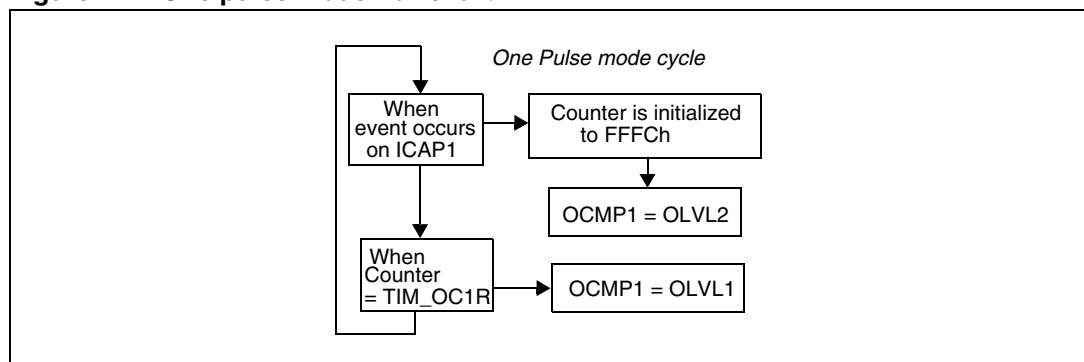 One Pulse mode cycle
When
event occurs
on ICAP1
Counter is initialized
to FFFCh
OCMP1 = OLVL2
When
Counter
= TIM_OC1R
OCMP1 = OLVL1